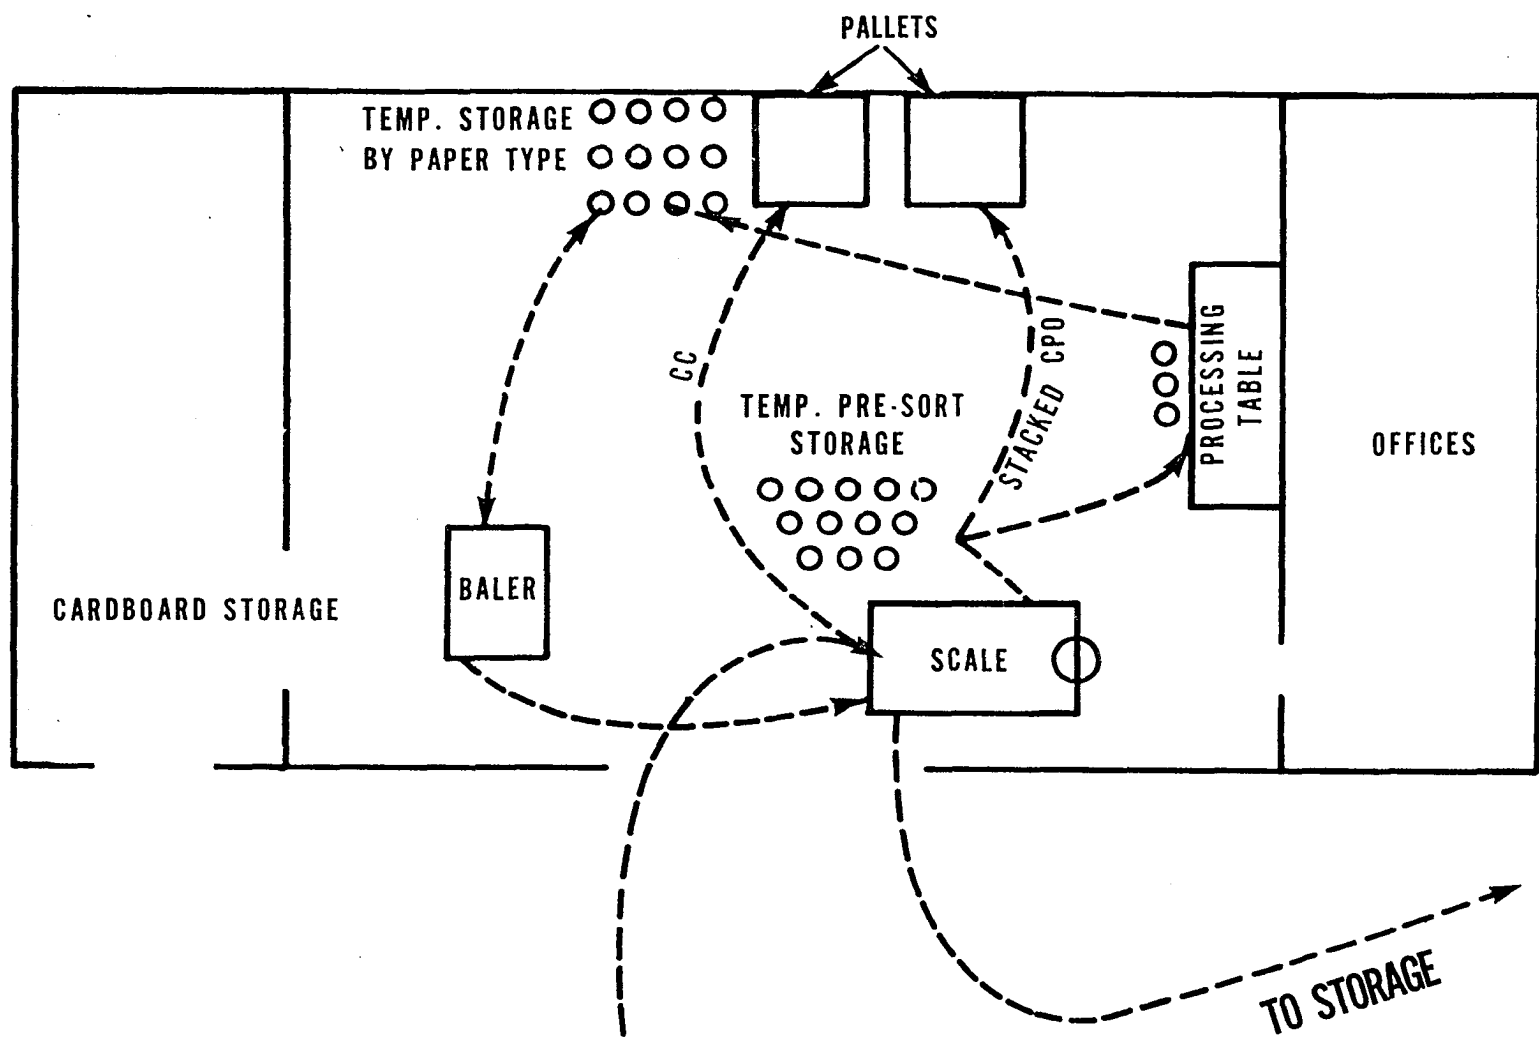 PALLETS
TEMP. STORAGE
BY PAPER TYPE
CC
STACKED CPO
PROCESSING
TABLE
TEMP. PRE-SORT
STORAGE
OFFICES
BALER
CARDBOARD STORAGE
SCALE
TO STORAGE